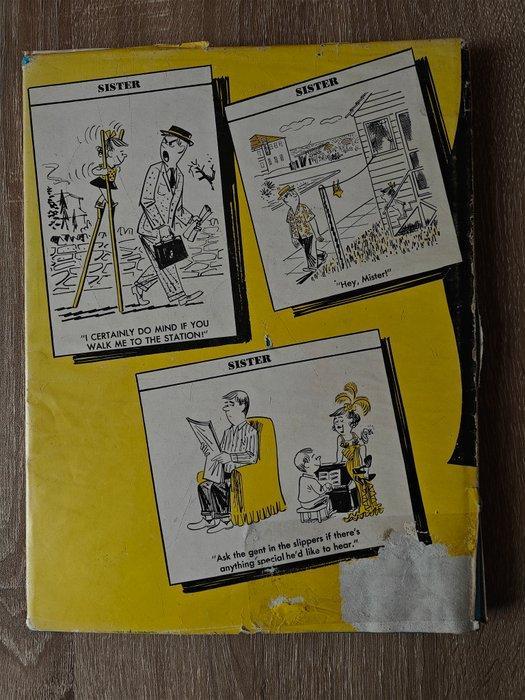 SISTER
"I CERTAINLY DO MIND IF YOU
WALK ME TO THE STATION!"
SISTER
"Hey, Mister!"
SISTER
"Ask the gent in the slippers if there's
anything special he'd like to hear."